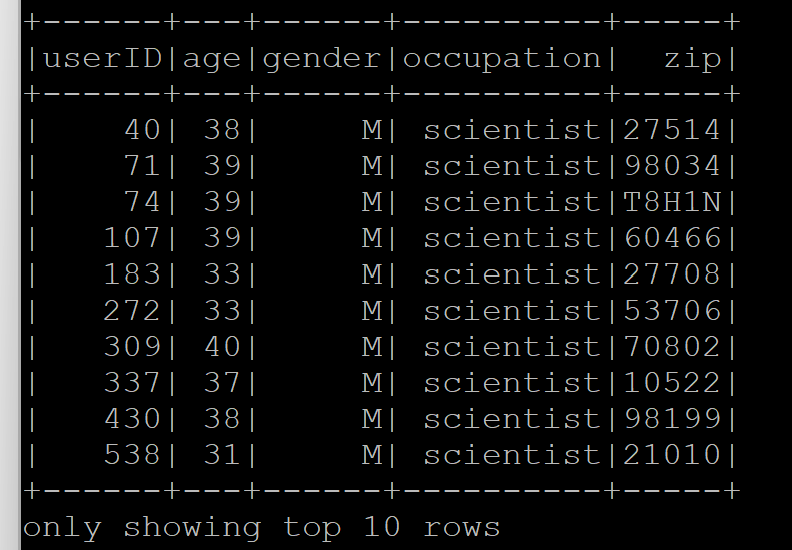 +------+---+------+----------+-----+
|userID|age|gender|occupation|  zip|
+------+---+------+----------+-----+
|    40| 38|     M| scientist|27514|
|    71| 39|     M| scientist|98034|
|    74| 39|     M| scientist|T8H1N|
|   107| 39|     M| scientist|60466|
|   183| 33|     M| scientist|27708|
|   272| 33|     M| scientist|53706|
|   309| 40|     M| scientist|70802|
|   337| 37|     M| scientist|10522|
|   430| 38|     M| scientist|98199|
|   538| 31|     M| scientist|21010|
+------+---+------+----------+-----+
only showing top 10 rows